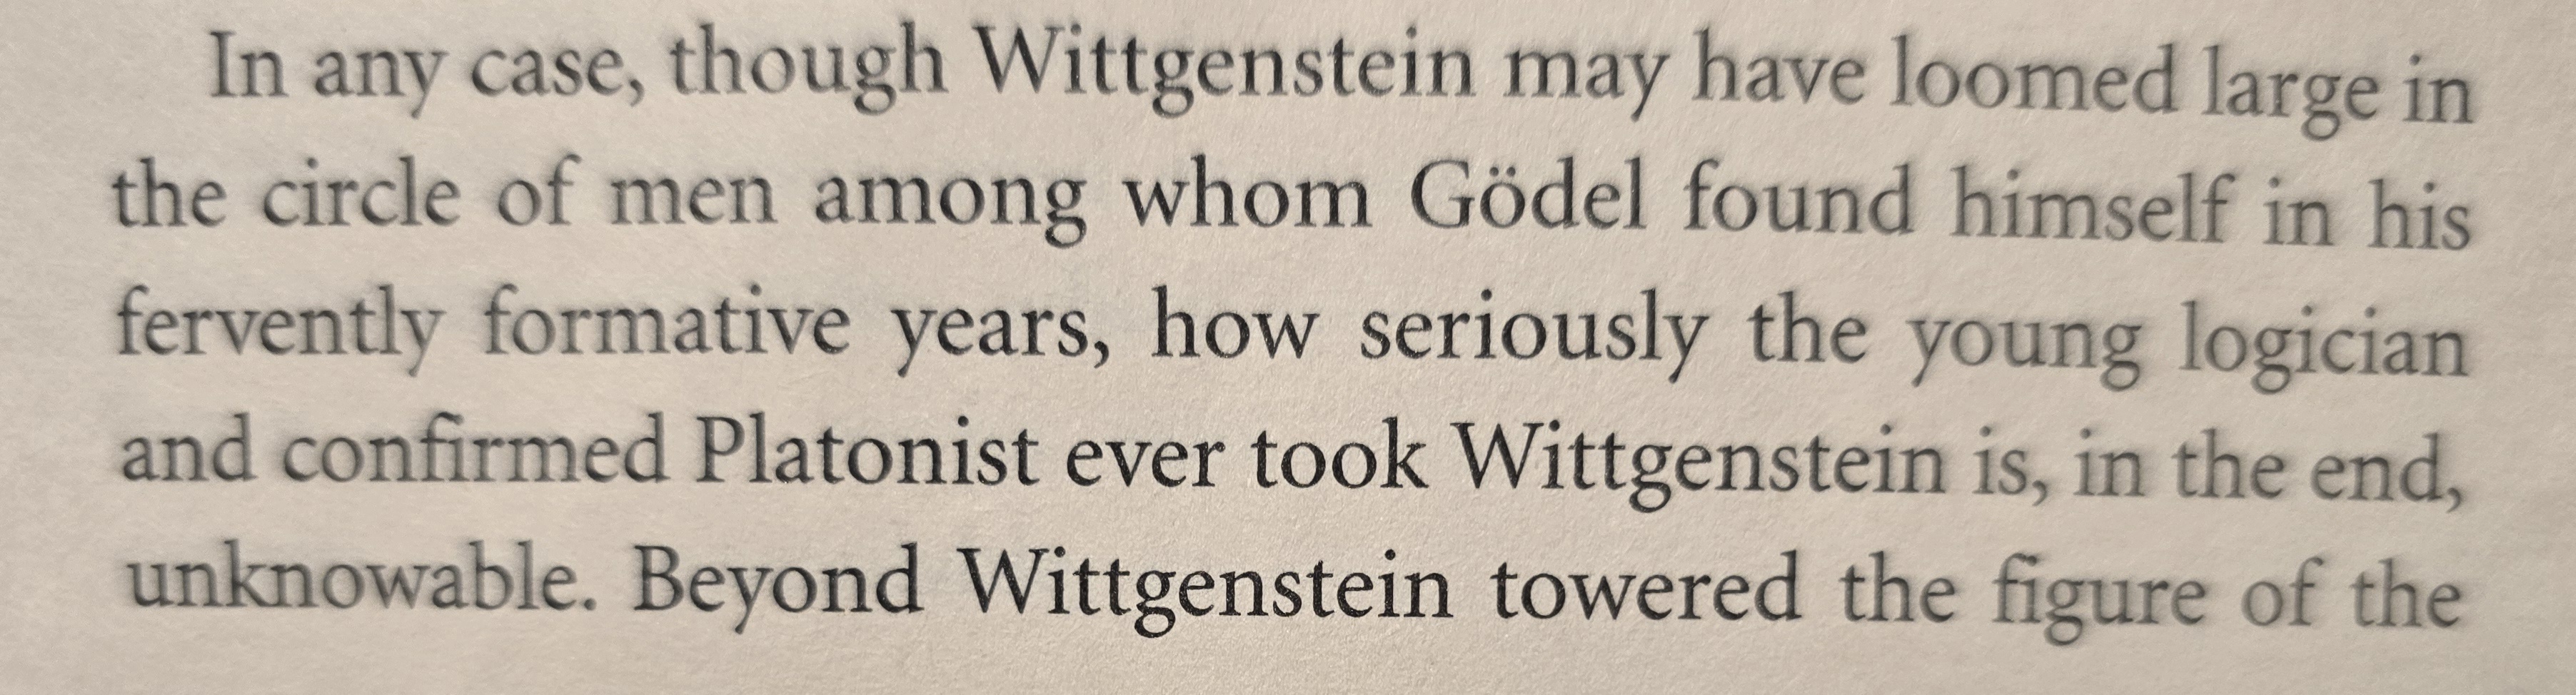 In any case, though Wittgenstein may have loomed large in
the circle of men among whom Gödel found himself in his
fervently formative years, how seriously the young logician
and confirmed Platonist ever took Wittgenstein is, in the end,
unknowable. Beyond Wittgenstein towered the figure of the